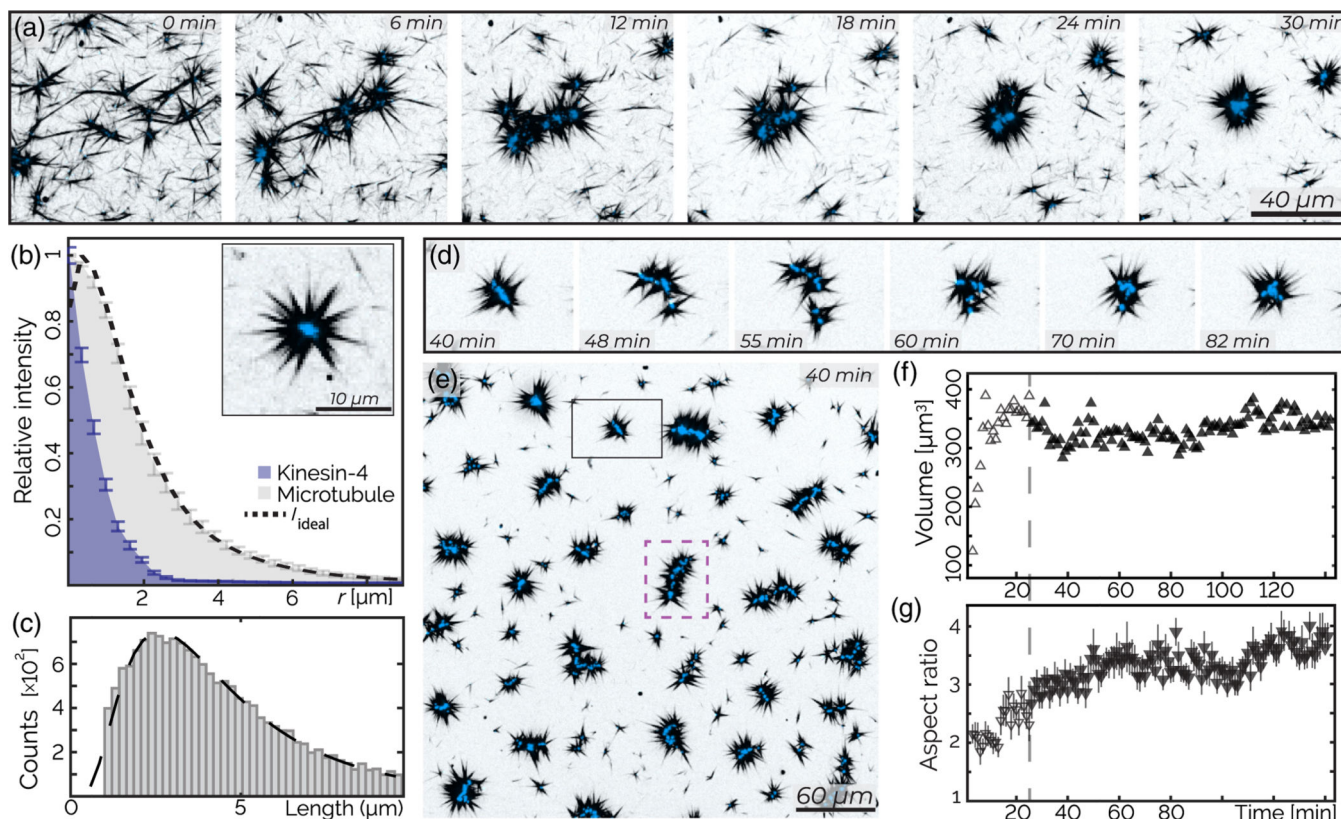 (a)
0 min
6 min
12 min
18 min
24 min
30 min
40 µm
(b)
Relative intensity
1
0.8
0.6
0.4
0.2
10 µm
Kinesin-4
Microtubule
I ideal
2
4
6
r [µm]
(c)
Counts [×10²]
6
4
2
0
5
Length (µm)
(d)
40 min
48 min
55 min
60 min
70 min
82 min
(e)
40 min
60 µm
(f)
Volume [µm³]
400
300
200
100
20
40
60
80
100
120
(g)
Aspect ratio
4
3
2
1
20
40
60
80
Time [min]